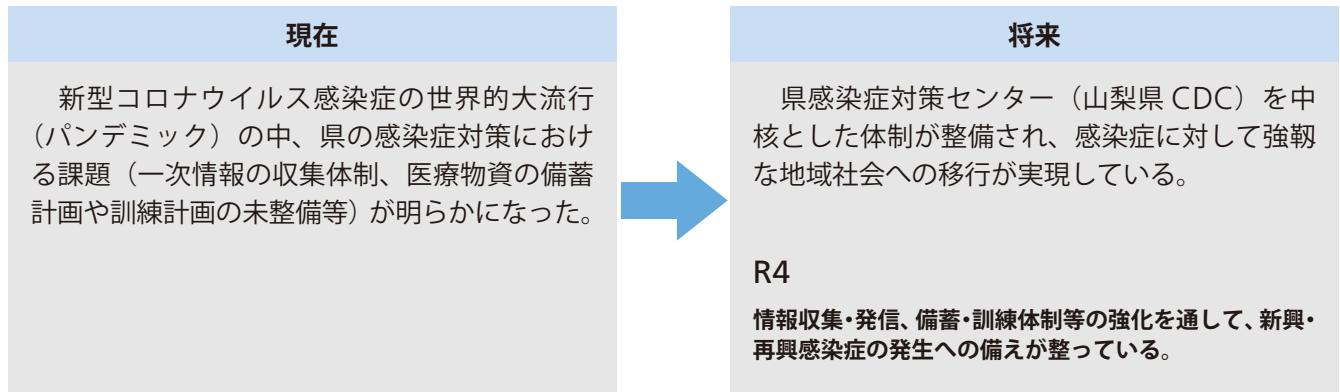 現在
新型コロナウイルス感染症の世界的大流行
(パンデミック)の中、県の感染症対策におけ
る課題(一次情報の収集体制、医療物資の備蓄
計画や訓練計画の未整備等)が明らかになった。
将来
県感染症対策センター(山梨県 CDC)を中
核とした体制が整備され、感染症に対して強靱
な地域社会への移行が実現している。
R4
情報収集・発信、備蓄・訓練体制等の強化を通して、新興・
再興感染症の発生への備えが整っている。